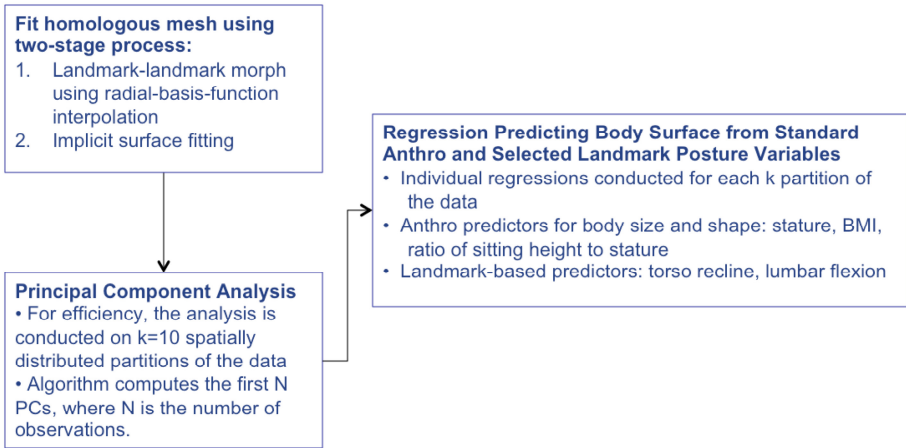 Fit homologous mesh using
two-stage process:
1. Landmark-landmark morph
using radial-basis-function
interpolation
2. Implicit surface fitting
Principal Component Analysis
• For efficiency, the analysis is
conducted on k=10 spatially
distributed partitions of the data
• Algorithm computes the first N
PCs, where N is the number of
observations.
Regression Predicting Body Surface from Standard
Anthro and Selected Landmark Posture Variables
• Individual regressions conducted for each k partition of
the data
• Anthro predictors for body size and shape: stature, BMI,
ratio of sitting height to stature
• Landmark-based predictors: torso recline, lumbar flexion